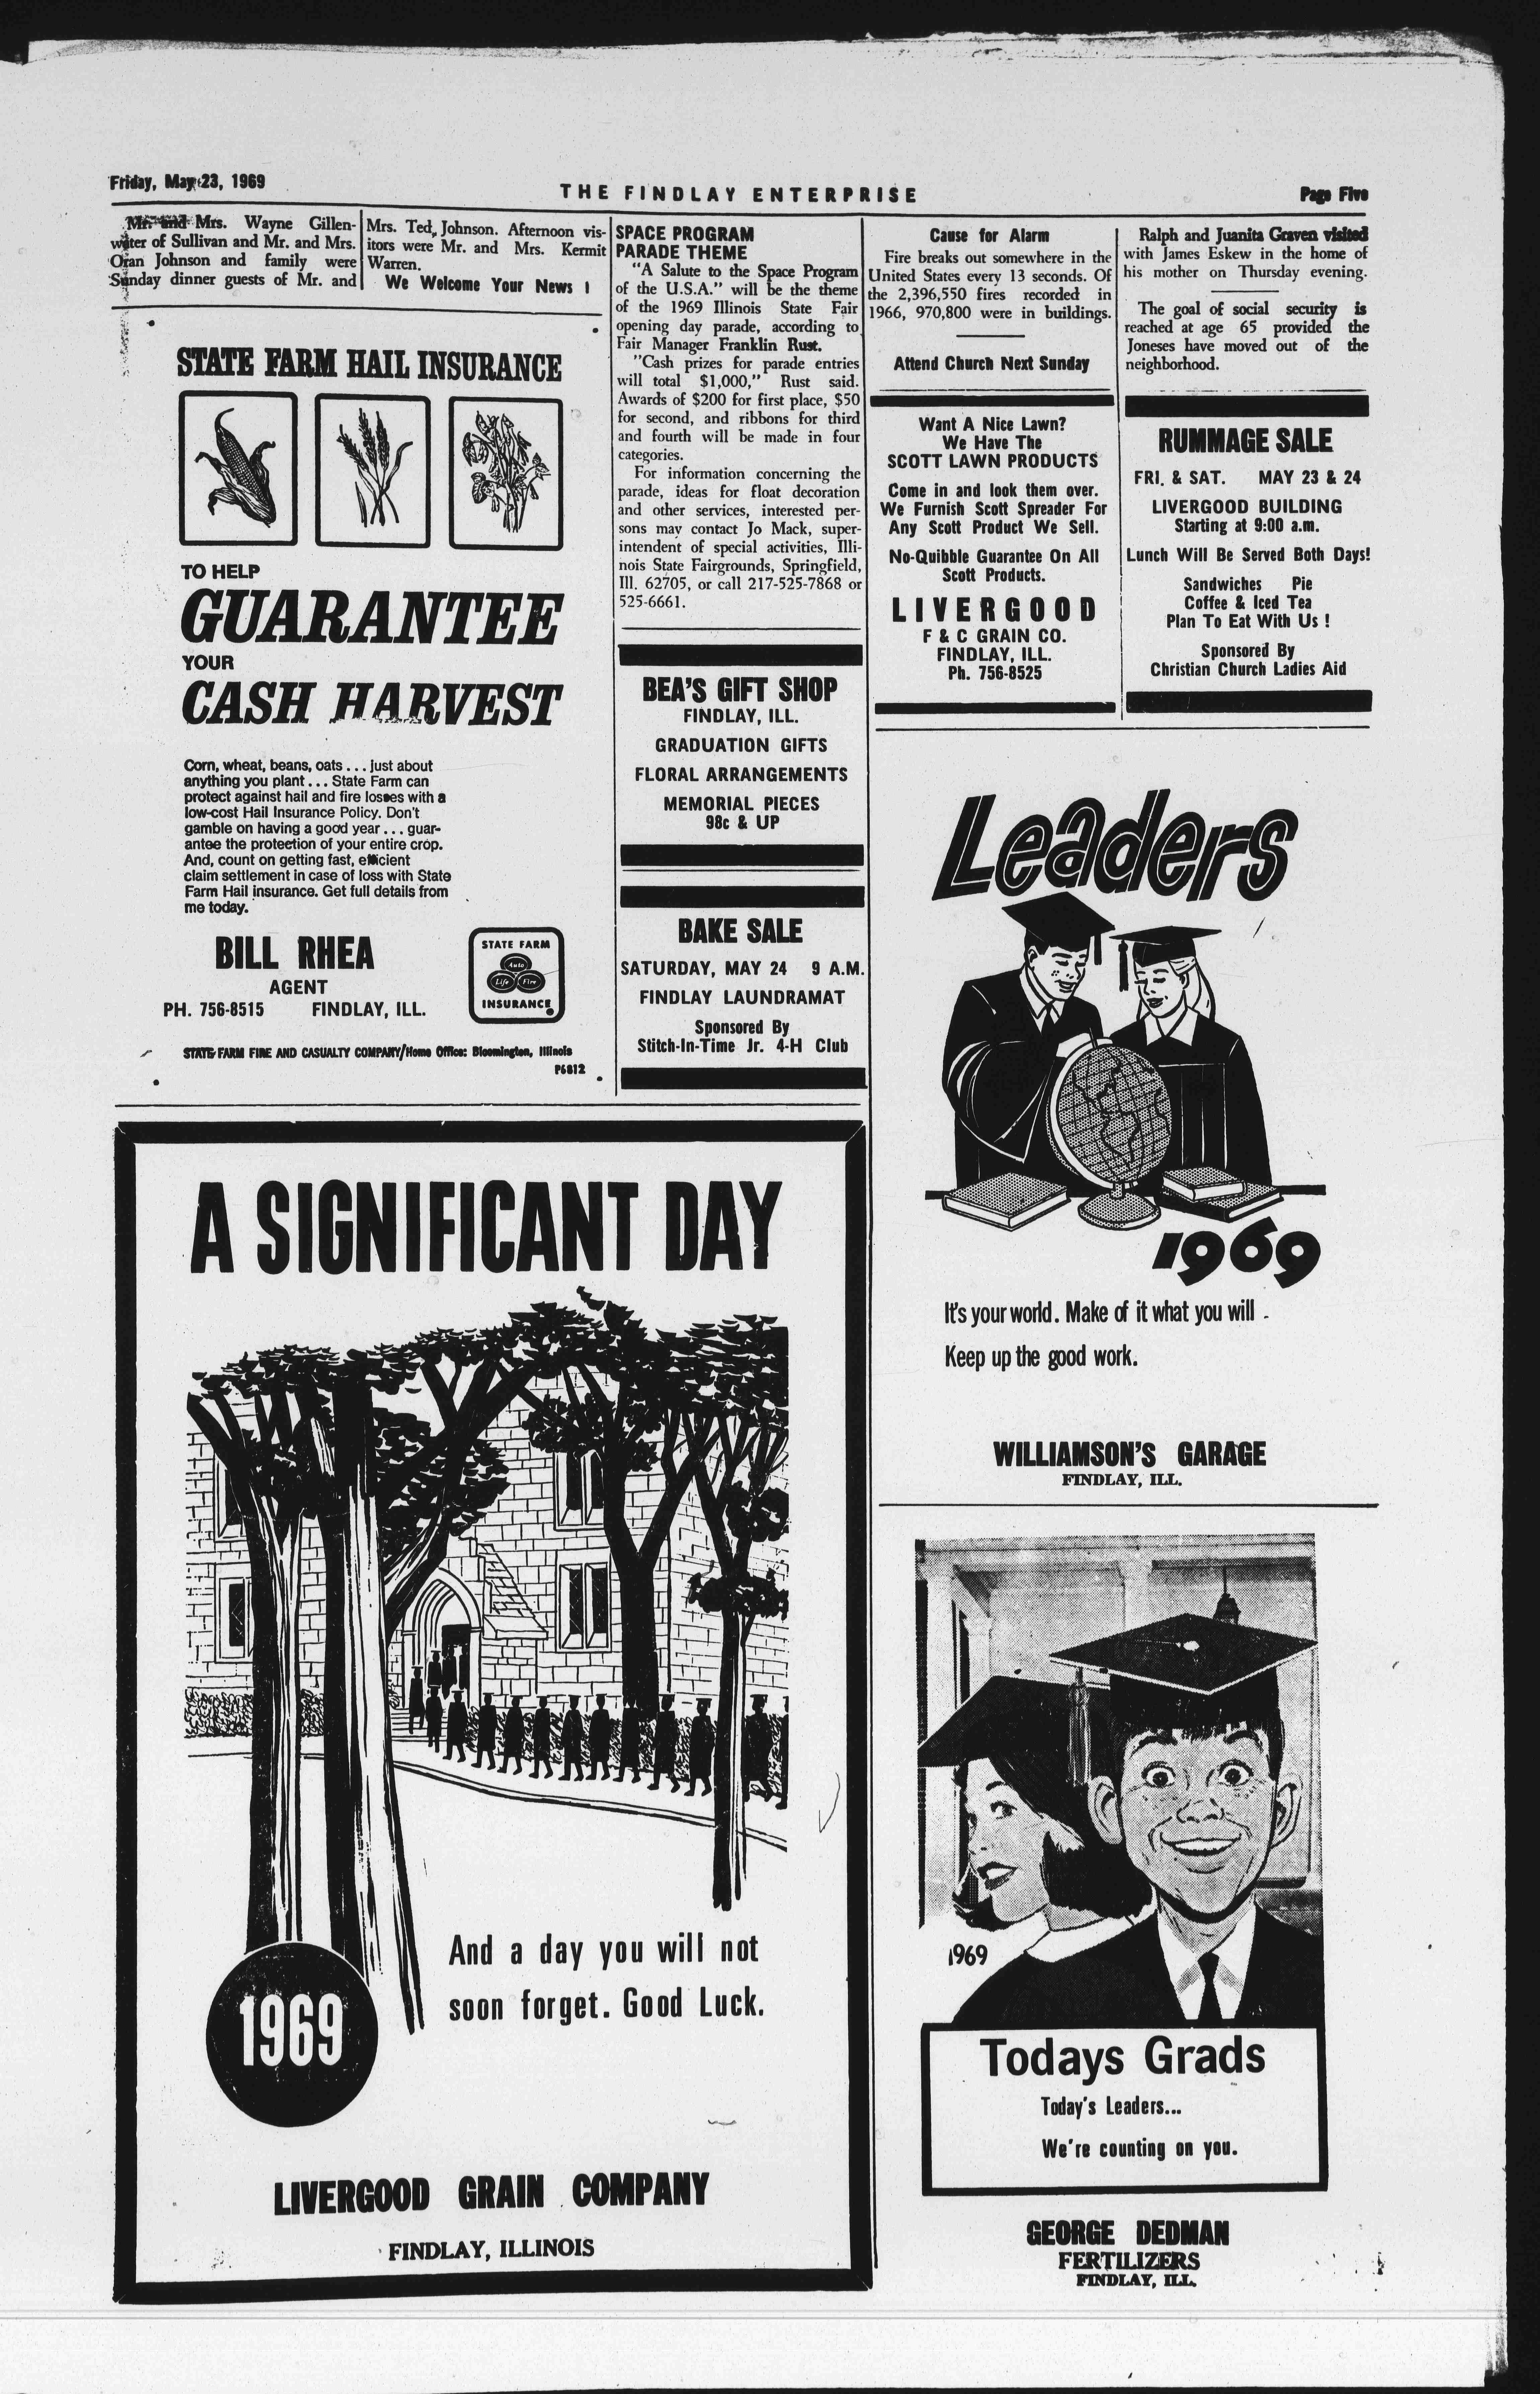 Friday, May 23, 1969
THE FINDLAY ENTERPRISE
Page Five
Mr. and Mrs. Wayne Gillen-
water of Sullivan and Mr. and Mrs.
Oran Johnson and family were
Sunday dinner guests of Mr. and
Mrs. Ted Johnson. Afternoon vis-
itors were Mr. and Mrs. Kermit
Warren.
We Welcome Your News !
STATE FARM HAIL INSURANCE
TO HELP
GUARANTEE
YOUR
CASH HARVEST
Corn, wheat, beans, oats . . . just about
anything you plant . . . State Farm can
protect against hail and fire losses with a
low-cost Hail Insurance Policy. Don't
gamble on having a good year . . . guar-
antee the protection of your entire crop.
And, count on getting fast, efficient
claim settlement in case of loss with State
Farm Hail insurance. Get full details from
me today.
BILL RHEA
AGENT
PH. 756-8515 FINDLAY, ILL.
STATE FARM
Auto
Life Fire
INSURANCE
STATE FARM FIRE AND CASUALTY COMPANY/Home Office: Bloomington, Illinois
P6812
SPACE PROGRAM
PARADE THEME
"A Salute to the Space Program
of the U.S.A." will be the theme
of the 1969 Illinois State Fair
opening day parade, according to
Fair Manager Franklin Rust.
"Cash prizes for parade entries
will total $1,000," Rust said.
Awards of $200 for first place, $50
for second, and ribbons for third
and fourth will be made in four
categories.
For information concerning the
parade, ideas for float decoration
and other services, interested per-
sons may contact Jo Mack, super-
intendent of special activities, Illi-
nois State Fairgrounds, Springfield,
Ill. 62705, or call 217-525-7868 or
525-6661.
BEA'S GIFT SHOP
FINDLAY, ILL.
GRADUATION GIFTS
FLORAL ARRANGEMENTS
MEMORIAL PIECES
98c & UP
BAKE SALE
SATURDAY, MAY 24 9 A.M.
FINDLAY LAUNDRAMAT
Sponsored By
Stitch-In-Time Jr. 4-H Club
Cause for Alarm
Fire breaks out somewhere in the
United States every 13 seconds. Of
the 2,396,550 fires recorded in
1966, 970,800 were in buildings.
Attend Church Next Sunday
Want A Nice Lawn?
We Have The
SCOTT LAWN PRODUCTS
Come in and look them over.
We Furnish Scott Spreader For
Any Scott Product We Sell.
No-Quibble Guarantee On All
Scott Products.
LIVERGOOD
F & C GRAIN CO.
FINDLAY, ILL.
Ph. 756-8525
Ralph and Juanita Graven visited
with James Eskew in the home of
his mother on Thursday evening.
The goal of social security is
reached at age 65 provided the
Joneses have moved out of the
neighborhood.
RUMMAGE SALE
FRI. & SAT. MAY 23 & 24
LIVERGOOD BUILDING
Starting at 9:00 a.m.
Lunch Will Be Served Both Days!
Sandwiches Pie
Coffee & Iced Tea
Plan To Eat With Us !
Sponsored By
Christian Church Ladies Aid
Leaders
1969
It's your world. Make of it what you will .
Keep up the good work.
WILLIAMSON'S GARAGE
FINDLAY, ILL.
A SIGNIFICANT DAY
And a day you will not
soon forget. Good Luck.
1969
LIVERGOOD GRAIN COMPANY
FINDLAY, ILLINOIS
1969
Todays Grads
Today's Leaders...
We're counting on you.
GEORGE DEDMAN
FERTILIZERS
FINDLAY, ILL.